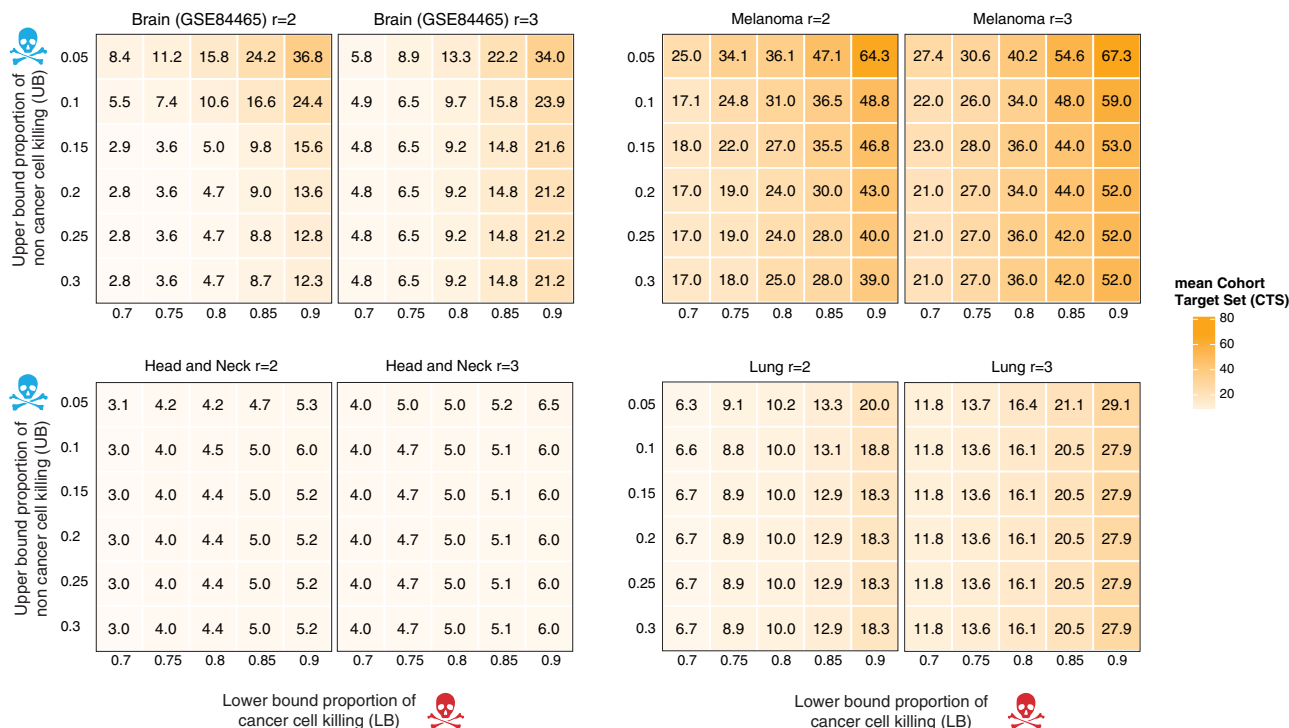 Brain (GSE84465) r=2 Brain (GSE84465) r=3
Upper bound proportion of
non cancer cell killing (UB)
0.05 8.4 11.2 15.8 24.2 36.8 5.8 8.9 13.3 22.2 34.0
0.1 5.5 7.4 10.6 16.6 24.4 4.9 6.5 9.7 15.8 23.9
0.15 2.9 3.6 5.0 9.8 15.6 4.8 6.5 9.2 14.8 21.6
0.2 2.8 3.6 4.7 9.0 13.6 4.8 6.5 9.2 14.8 21.2
0.25 2.8 3.6 4.7 8.8 12.8 4.8 6.5 9.2 14.8 21.2
0.3 2.8 3.6 4.7 8.7 12.3 4.8 6.5 9.2 14.8 21.2
0.7 0.75 0.8 0.85 0.9 0.7 0.75 0.8 0.85 0.9
Melanoma r=2 Melanoma r=3
0.05 25.0 34.1 36.1 47.1 64.3 27.4 30.6 40.2 54.6 67.3
0.1 17.1 24.8 31.0 36.5 48.8 22.0 26.0 34.0 48.0 59.0
0.15 18.0 22.0 27.0 35.5 46.8 23.0 28.0 36.0 44.0 53.0
0.2 17.0 19.0 24.0 30.0 43.0 21.0 27.0 34.0 44.0 52.0
0.25 17.0 19.0 24.0 28.0 40.0 21.0 27.0 36.0 42.0 52.0
0.3 17.0 18.0 25.0 28.0 39.0 21.0 27.0 36.0 42.0 52.0
0.7 0.75 0.8 0.85 0.9 0.7 0.75 0.8 0.85 0.9
mean Cohort
Target Set (CTS)
80
60
40
20
Head and Neck r=2 Head and Neck r=3
Upper bound proportion of
non cancer cell killing (UB)
0.05 3.1 4.2 4.2 4.7 5.3 4.0 5.0 5.0 5.2 6.5
0.1 3.0 4.0 4.5 5.0 6.0 4.0 4.7 5.0 5.1 6.0
0.15 3.0 4.0 4.4 5.0 5.2 4.0 4.7 5.0 5.1 6.0
0.2 3.0 4.0 4.4 5.0 5.2 4.0 4.7 5.0 5.1 6.0
0.25 3.0 4.0 4.4 5.0 5.2 4.0 4.7 5.0 5.1 6.0
0.3 3.0 4.0 4.4 5.0 5.2 4.0 4.7 5.0 5.1 6.0
0.7 0.75 0.8 0.85 0.9 0.7 0.75 0.8 0.85 0.9
Lower bound proportion of
cancer cell killing (LB)
Lung r=2 Lung r=3
0.05 6.3 9.1 10.2 13.3 20.0 11.8 13.7 16.4 21.1 29.1
0.1 6.6 8.8 10.0 13.1 18.8 11.8 13.6 16.1 20.5 27.9
0.15 6.7 8.9 10.0 12.9 18.3 11.8 13.6 16.1 20.5 27.9
0.2 6.7 8.9 10.0 12.9 18.3 11.8 13.6 16.1 20.5 27.9
0.25 6.7 8.9 10.0 12.9 18.3 11.8 13.6 16.1 20.5 27.9
0.3 6.7 8.9 10.0 12.9 18.3 11.8 13.6 16.1 20.5 27.9
0.7 0.75 0.8 0.85 0.9 0.7 0.75 0.8 0.85 0.9
Lower bound proportion of
cancer cell killing (LB)